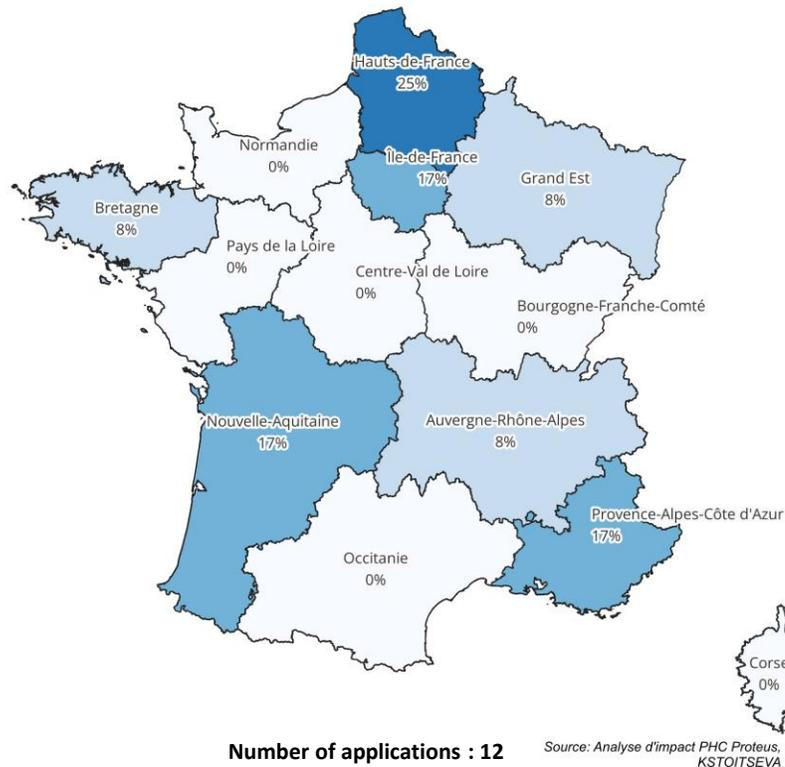 Hauts-de-France
25%
Normandie
0%
Île-de-France
17%
Grand Est
8%
Bretagne
8%
Pays de la Loire
0%
Centre-Val de Loire
0%
Bourgogne-Franche-Comté
0%
Nouvelle-Aquitaine
17%
Auvergne-Rhône-Alpes
8%
Provence-Alpes-Côte d'Azur
17%
Occitanie
0%
Corse
0%
Number of applications : 12
Source: Analyse d'impact PHC Proteus,
KSTOITSEVA